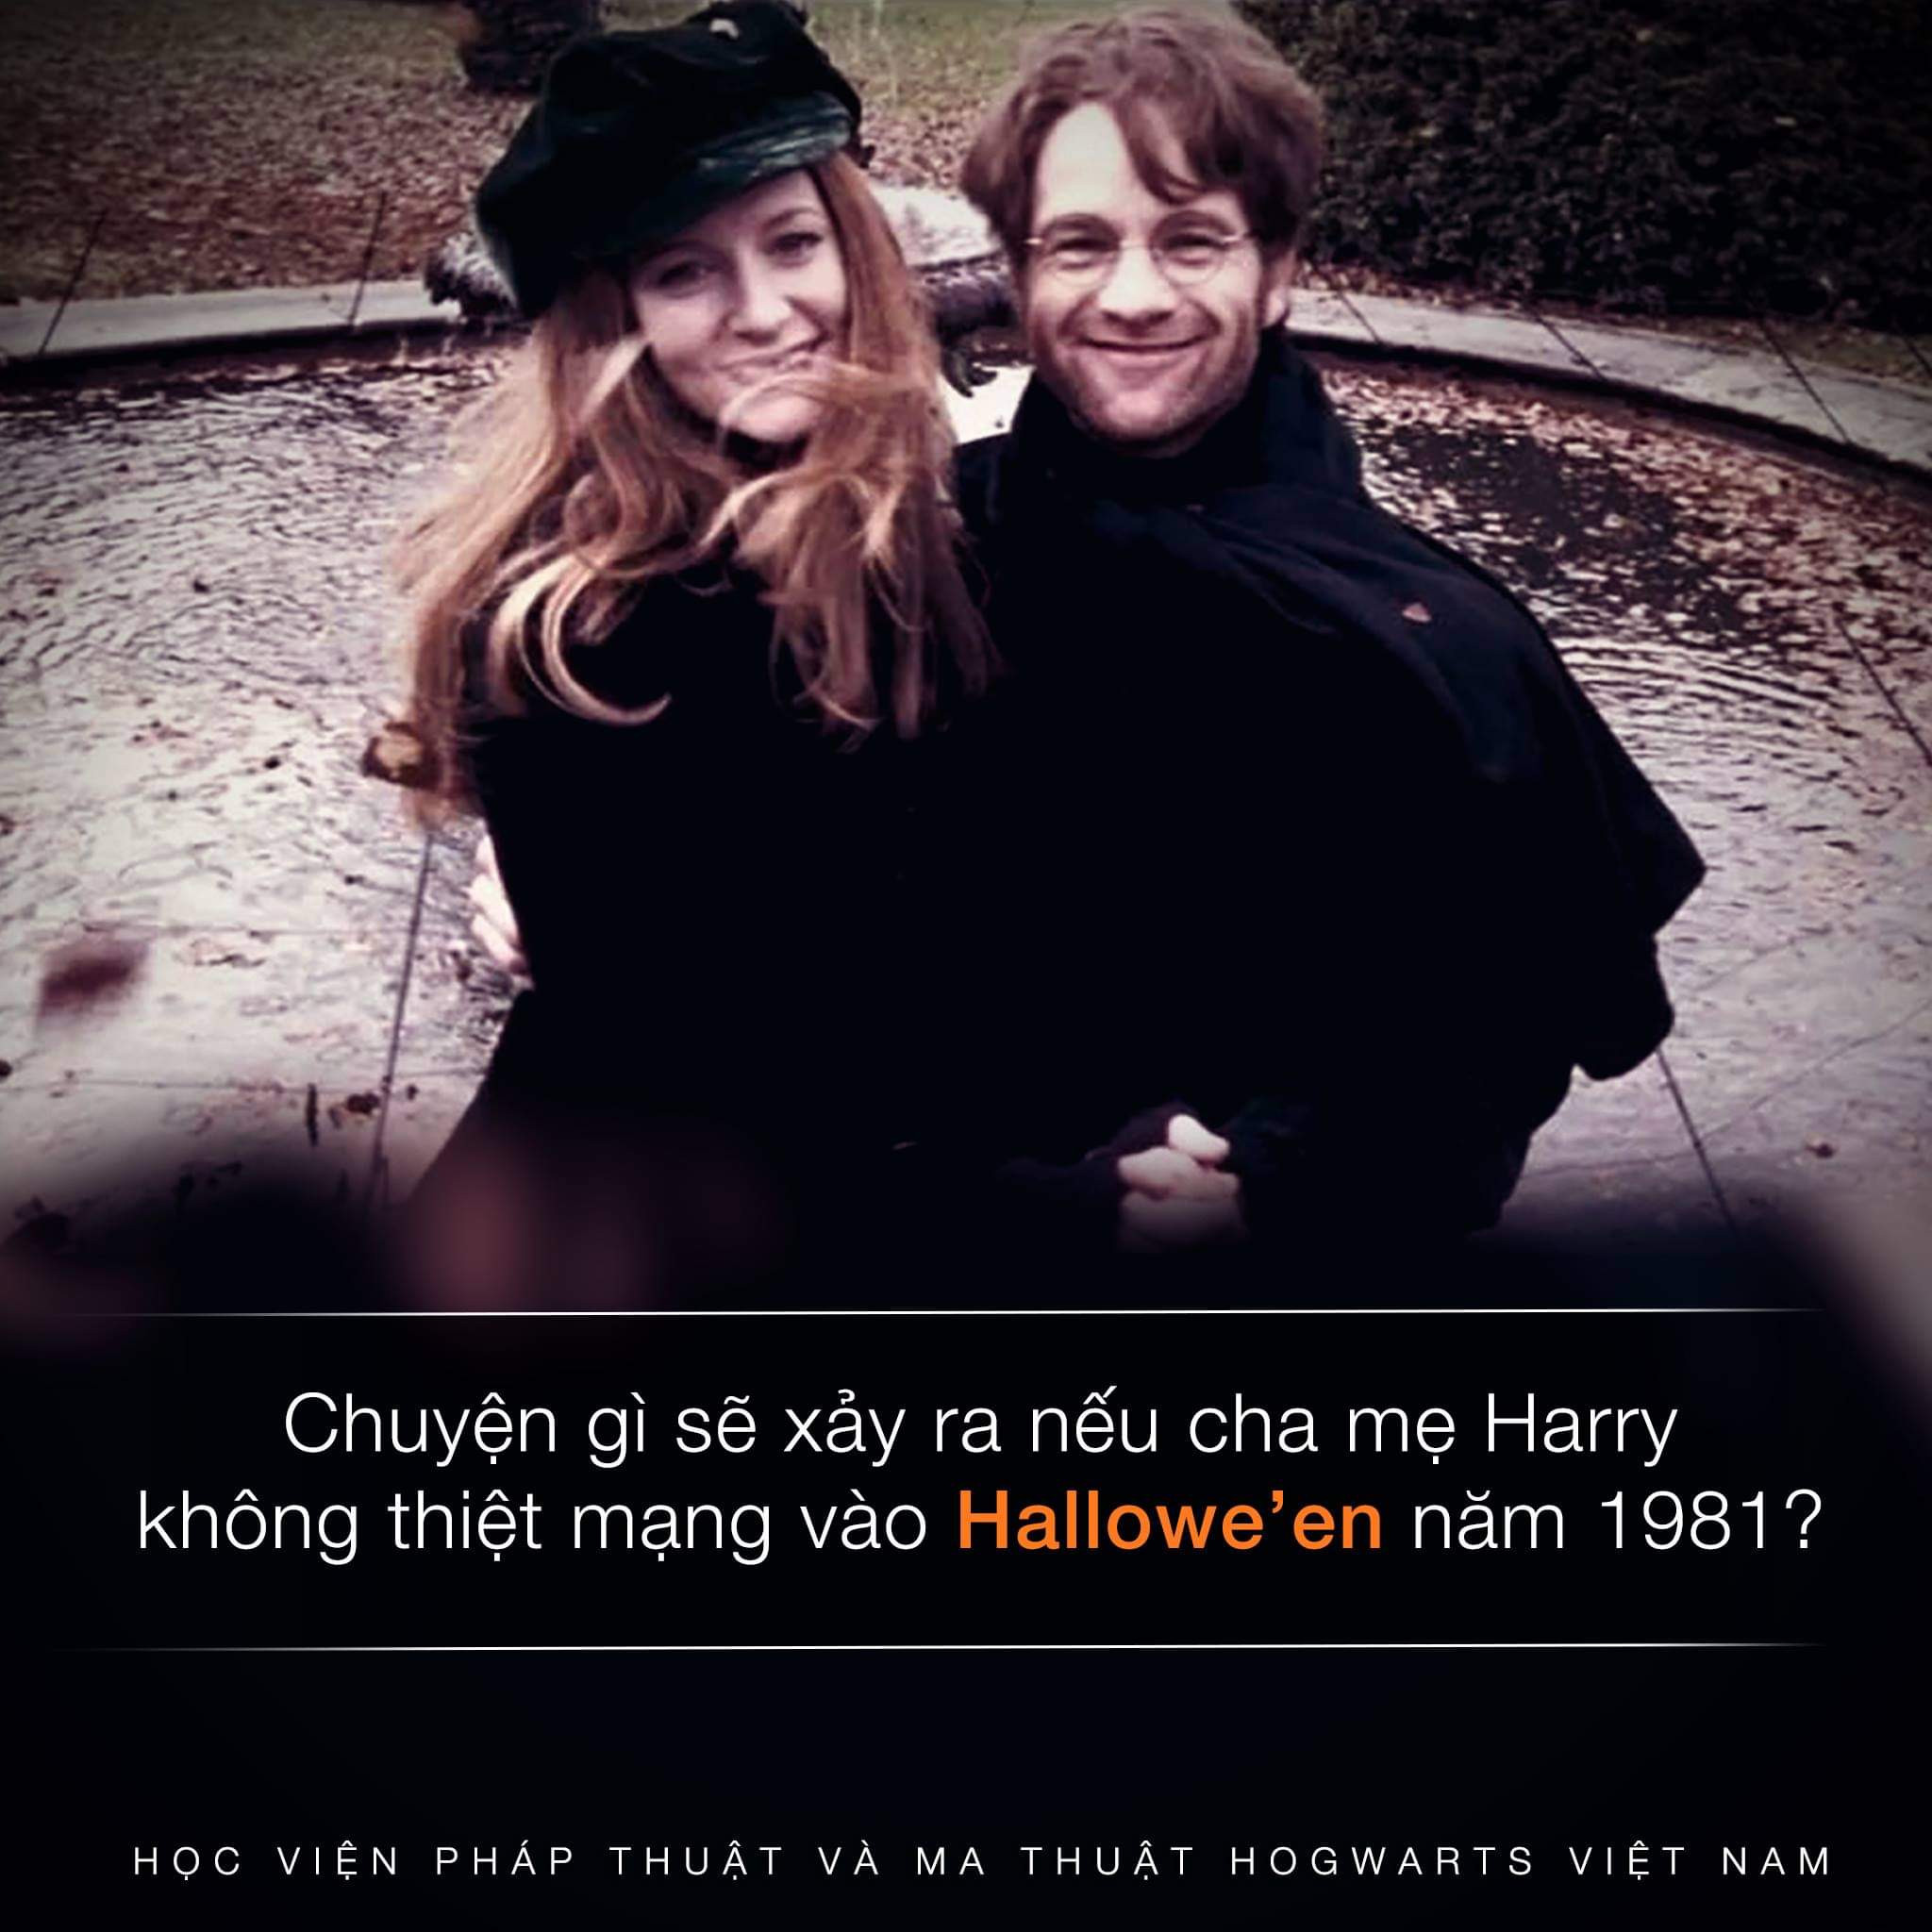 Chuyện gì sẽ xảy ra nếu cha mẹ Harry
không thiệt mạng vào Hallowe’en năm 1981?
HỌC VIỆN PHÁP THUẬT VÀ MA THUẬT HOGWARTS VIỆT NAM